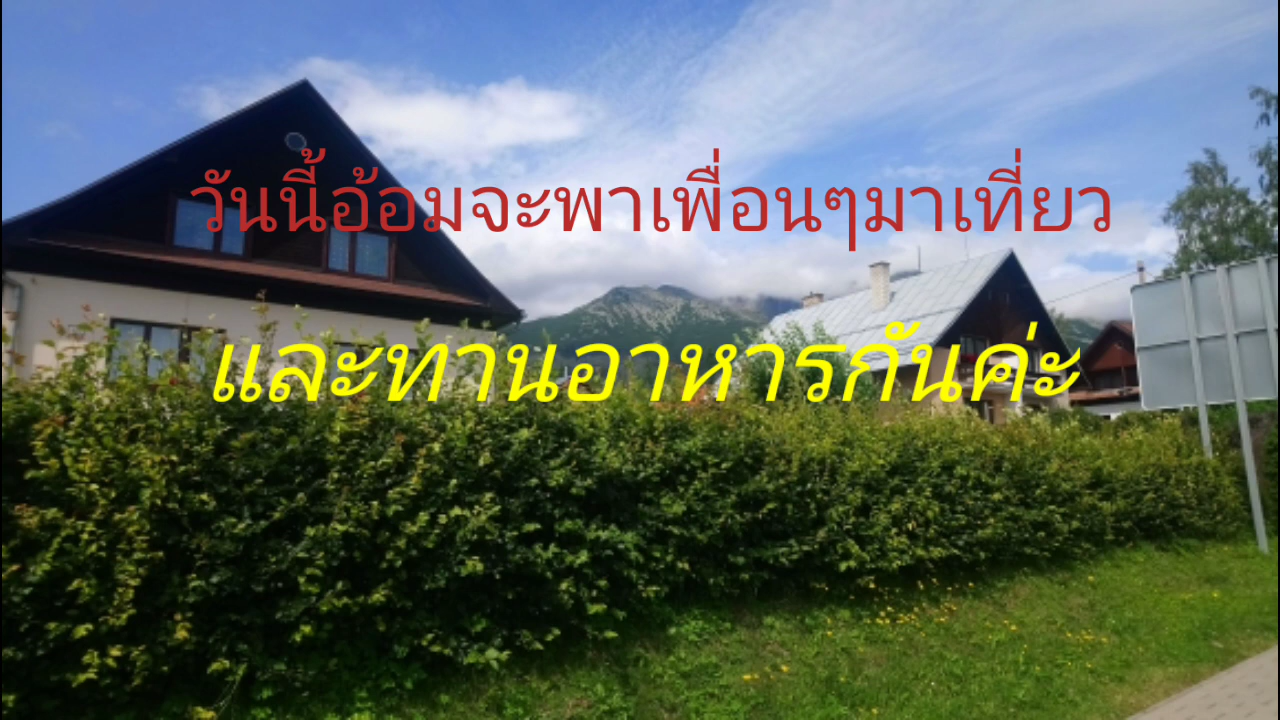 วันนี้อ้อมจะพาเพื่อนๆมาเที่ยว
และทานอาหารกันค่ะ